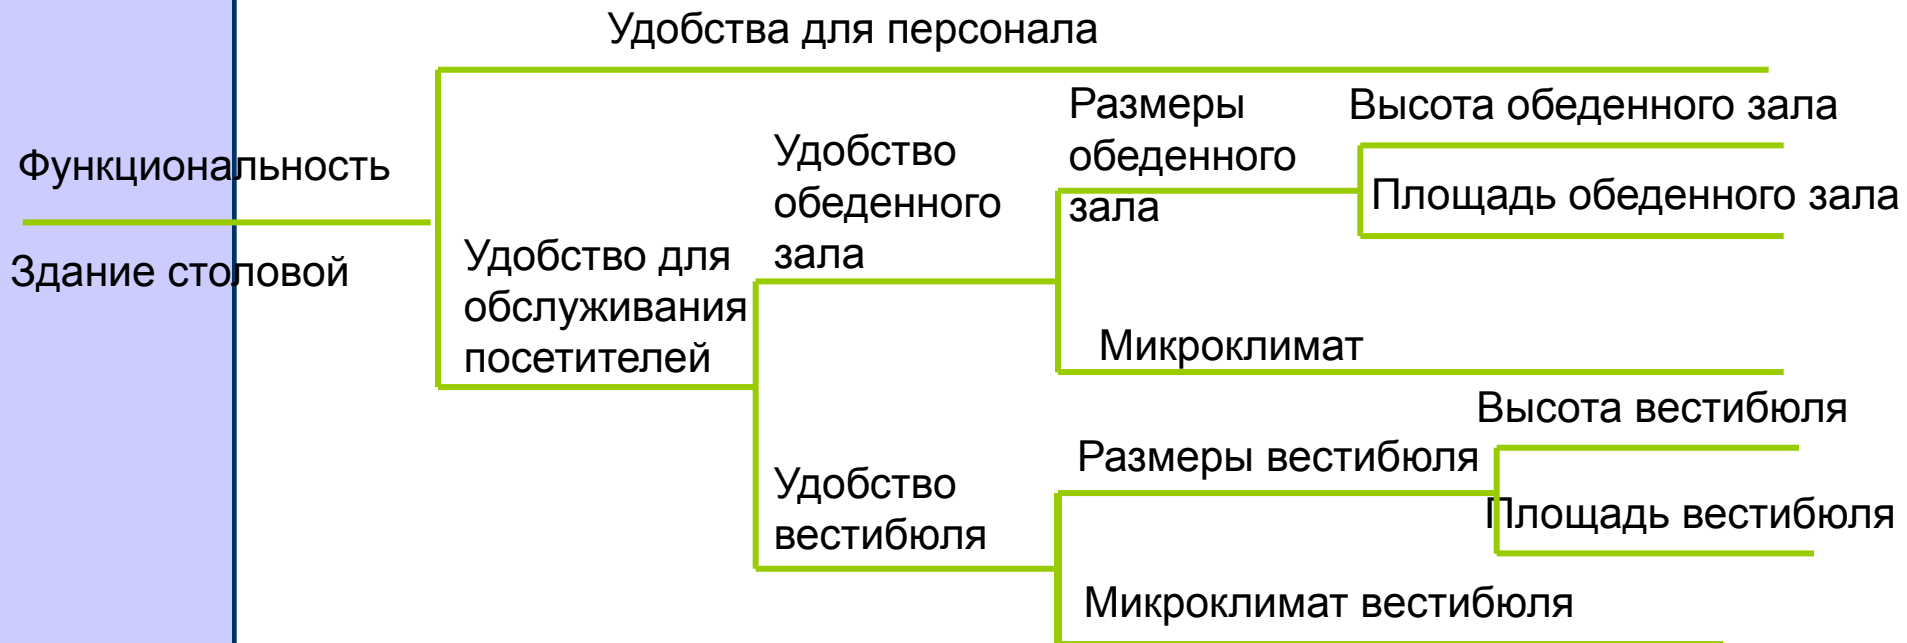 Удобства для персонала
Функциональность
Здание столовой
Удобство для
обслуживания
посетителей
Удобство
обеденного
зала
Размеры
обеденного
зала
Высота обеденного зала
Площадь обеденного зала
Микроклимат
Удобство
вестибюля
Размеры вестибюля
Высота вестибюля
Площадь вестибюля
Микроклимат вестибюля